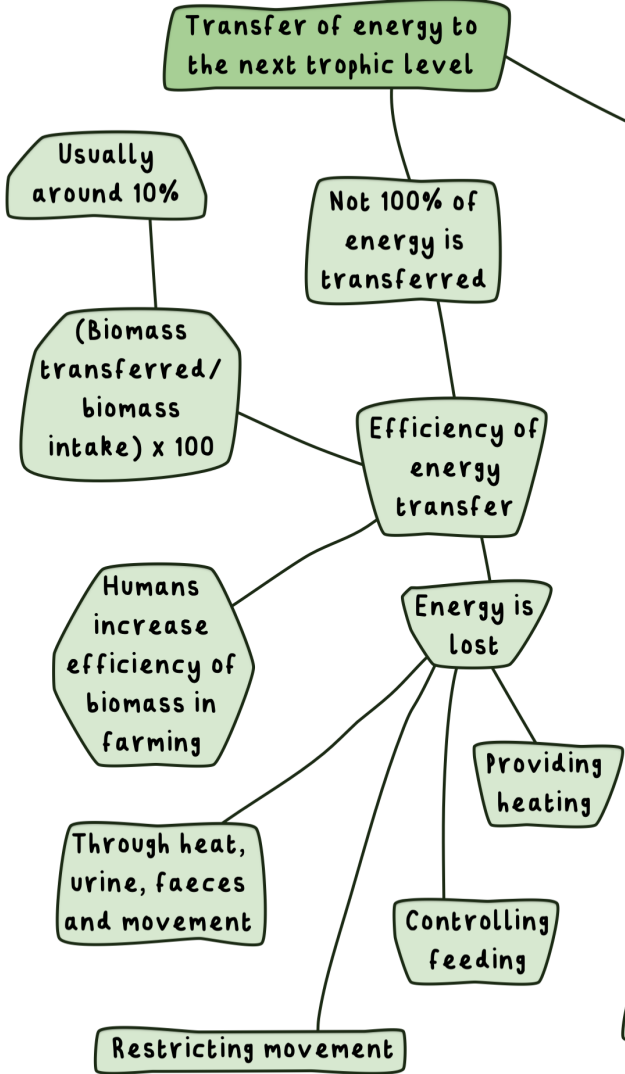 Transfer of energy to
the next trophic level
Usually
around 10%
Not 100% of
energy is
transferred
(Biomass
transferred/
biomass
intake) x 100
Efficiency of
energy
transfer
Humans
increase
efficiency of
biomass in
farming
Energy is
lost
Providing
heating
Through heat,
urine, faeces
and movement
Controlling
feeding
Restricting movement